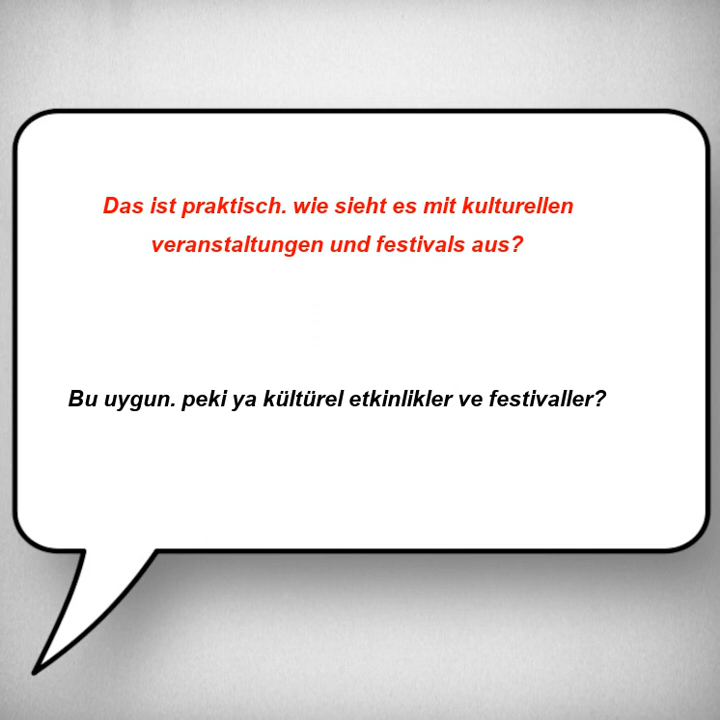 Das ist praktisch. wie sieht es mit kulturellen
veranstaltungen und festivals aus?
Bu uygun. peki ya kültürel etkinlikler ve festivaller?